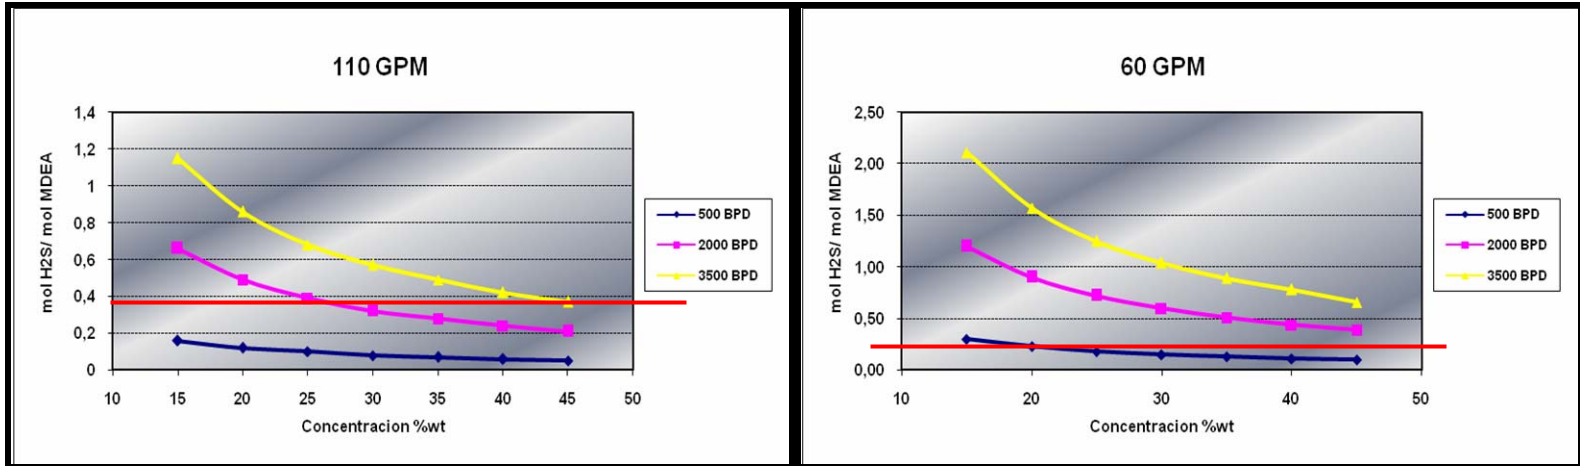 110 GPM
mol H2S/ mol MDEA
1,4
1,2
1
0,8
0,6
0,4
0,2
0
10 15 20 25 30 35 40 45 50
Concentracion %wt
500 BPD
2000 BPD
3500 BPD
60 GPM
mol H2S/ mol MDEA
2,50
2,00
1,50
1,00
0,50
0,00
10 20 30 40 50
Concentracion %wt
500 BPD
2000 BPD
3500 BPD